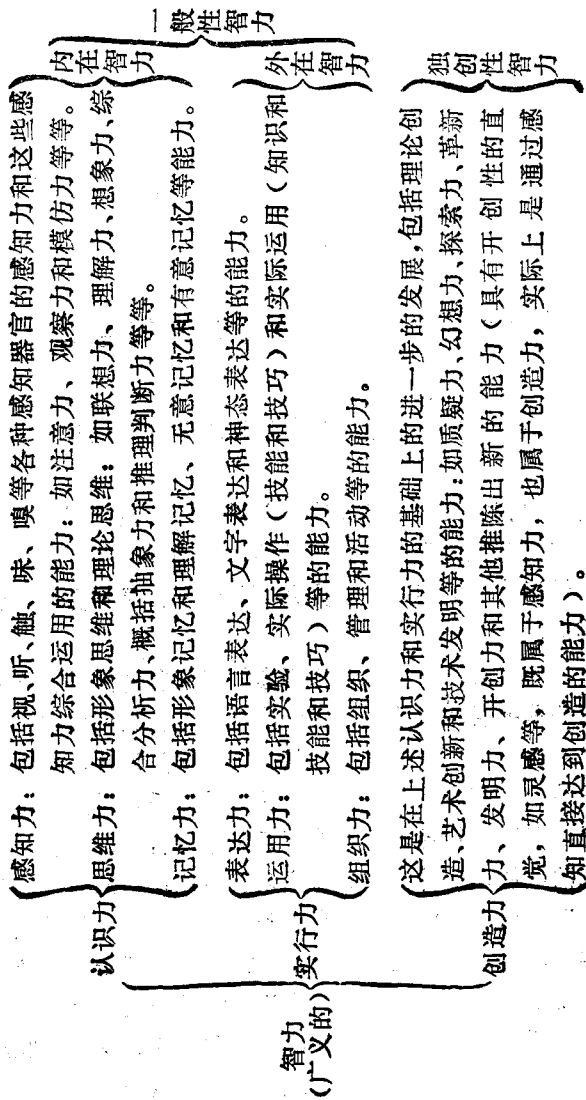 智力
(广义的)
认识力
感知力：包括视、听、触、味、嗅等各种感知器官的感知力和这些感
知力综合运用的能力：如注意力、观察力和模仿力等等。
思维力：包括形象思维和理论思维：如联想力、理解力、想象力、综
合分析力、概括抽象力和推理判断力等等。
记忆力：包括形象记忆和理解记忆、无意记忆和有意记忆等能力。
内在智力
实行力
表达力：包括语言表达、文字表达和神态表达等的能力。
运用力：包括实验、实际操作（技能和技巧）和实际运用（知识和
技能和技巧）等的能力。
组织力：包括组织、管理和活动等的能力。
外在智力
一般性智力
创造力
这是在上述认识力和实行力的基础上的进一步的发展，包括理论创
造、艺术创新和技术发明等的能力：如质疑力、幻想力、探索力、革新
力、发明力、开创力和其他推陈出新的能力（具有开创性的直
觉，如灵感等，既属于感知力，也属于创造力，实际上是通过感
知直接达到创造的能力）。
独创性智力